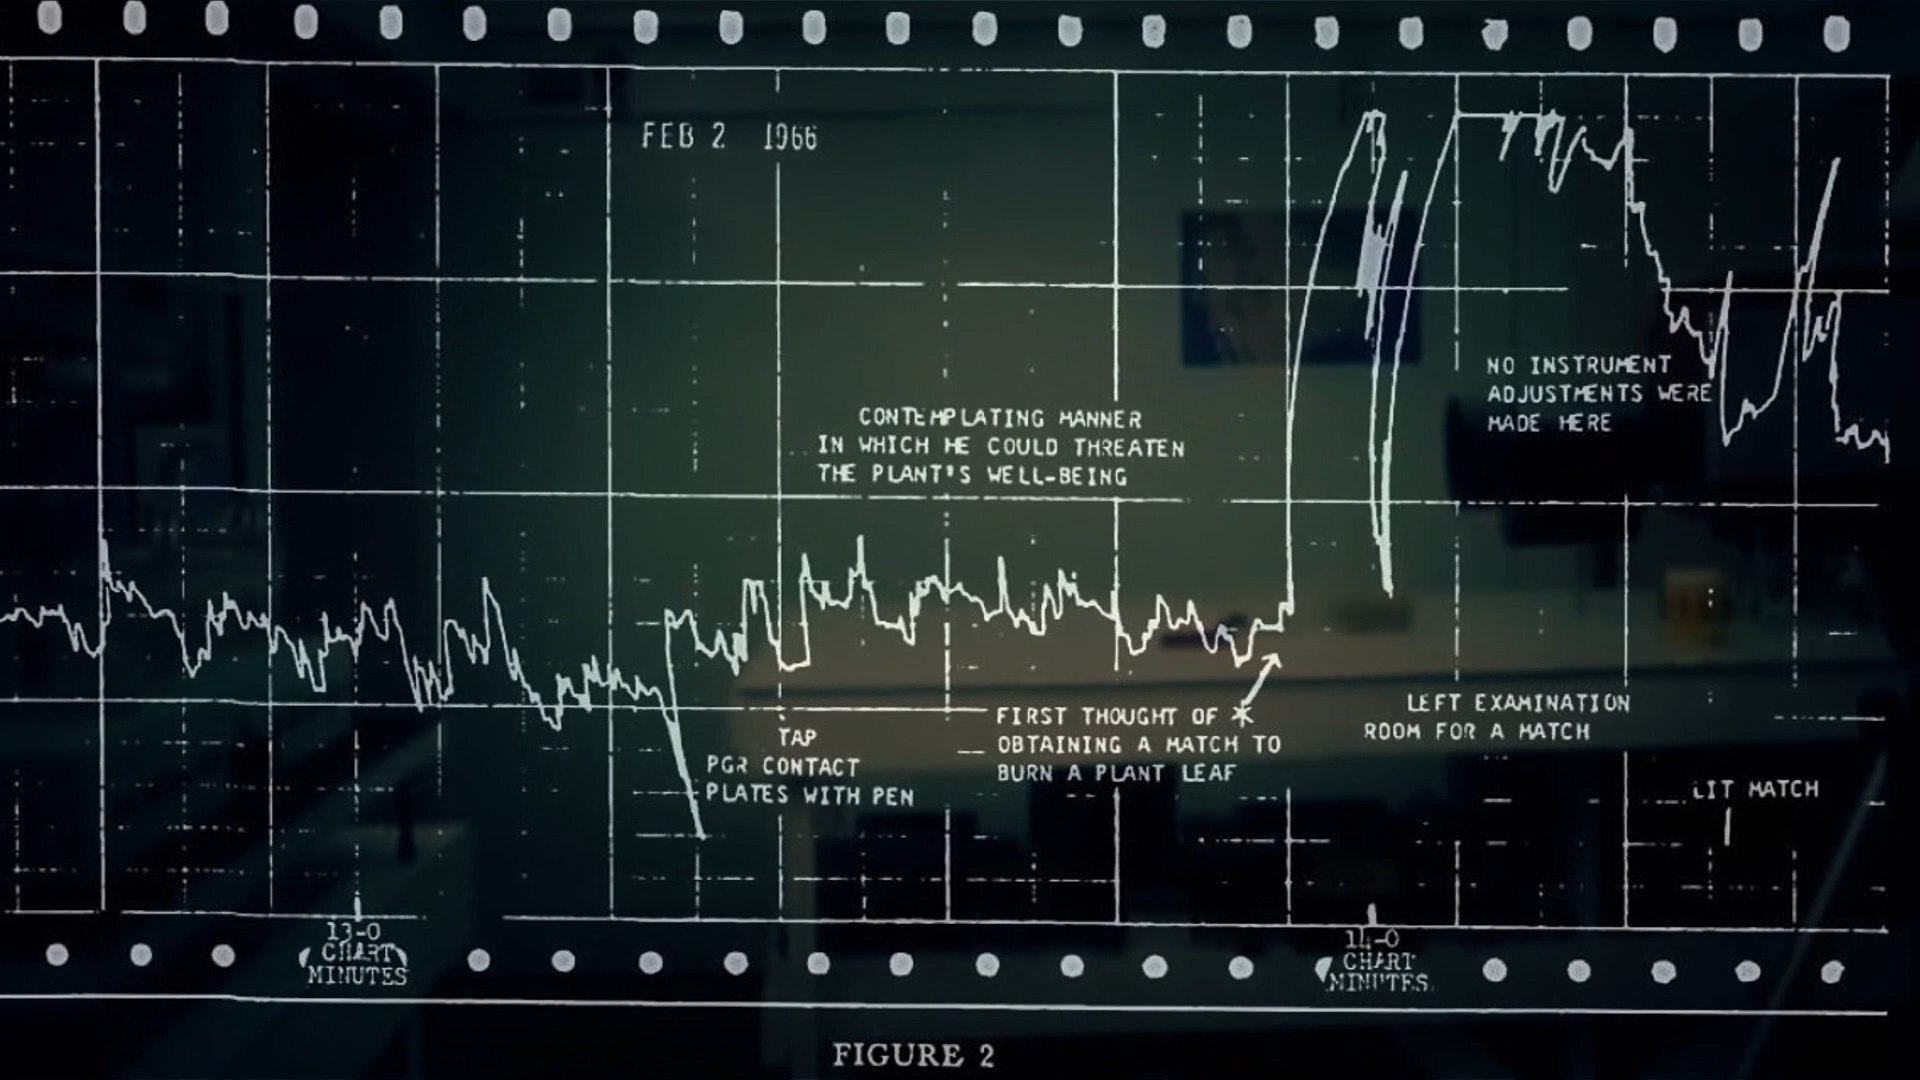 FEB 2 1966
CONTEMPLATING MANNER
IN WHICH HE COULD THREATEN
THE PLANT'S WELL-BEING
NO INSTRUMENT
ADJUSTMENTS WERE
MADE HERE
TAP
PGR CONTACT
PLATES WITH PEN
FIRST THOUGHT OF *
OBTAINING A MATCH TO
BURN A PLANT LEAF
LEFT EXAMINATION
ROOM FOR A MATCH
LIT MATCH
13-0
CHART
MINUTES
14-0
CHART
MINUTES
FIGURE 2